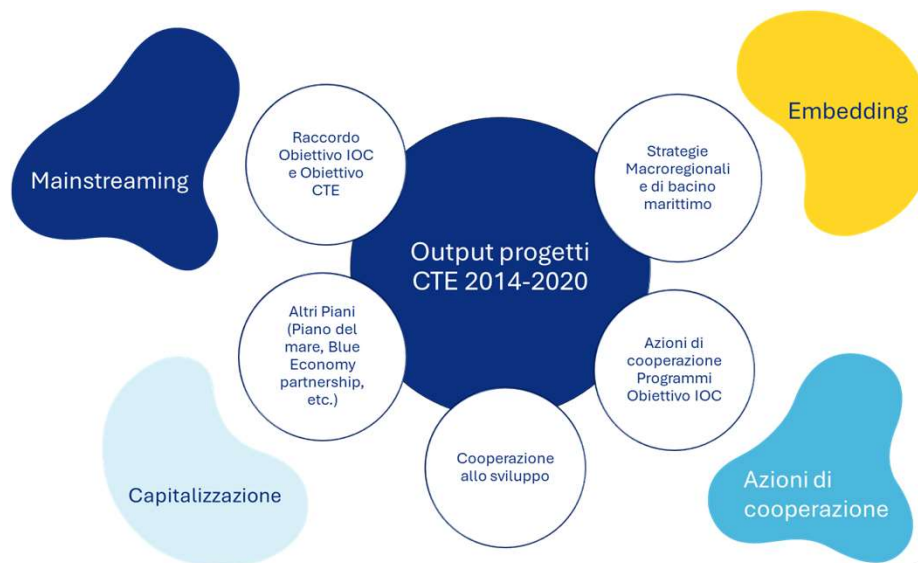 Mainstreaming
Raccordo
Obiettivo IOC
e Obiettivo
CTE
Output progetti
CTE 2014-2020
Strategie
Macroregionali
e di bacino
marittimo
Embedding
Altri Piani
(Piano del
mare, Blue
Economy
partnership,
etc.)
Azioni di
cooperazione
Programmi
Obiettivo IOC
Capitalizzazione
Cooperazione
allo sviluppo
Azioni di
cooperazione